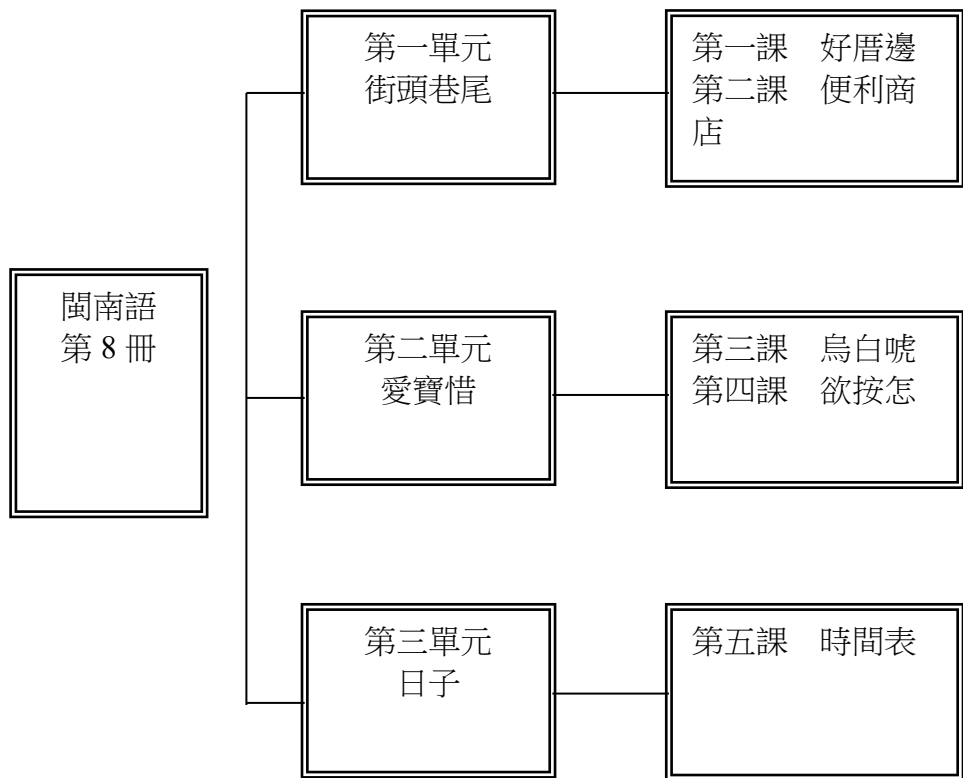 第一單元
街頭巷尾
第一課 好厝邊
第二課 便利商
店
閩南語
第 8 冊
第二單元
愛寶惜
第三課 烏白唬
第四課 欲按怎
第三單元
日子
第五課 時間表